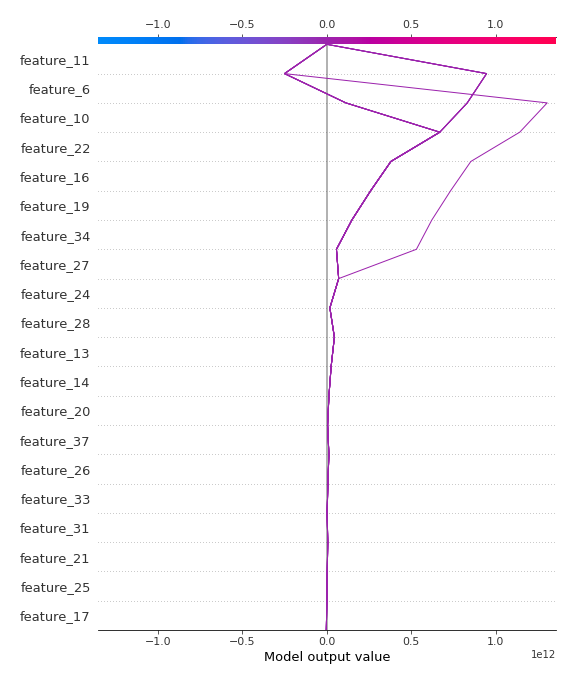 −1.0 −0.5 0.0 0.5 1.0
feature_11
feature_6
feature_10
feature_22
feature_16
feature_19
feature_34
feature_27
feature_24
feature_28
feature_13
feature_14
feature_20
feature_37
feature_26
feature_33
feature_31
feature_21
feature_25
feature_17
−1.0 −0.5 0.0 0.5 1.0
1e12
Model output value